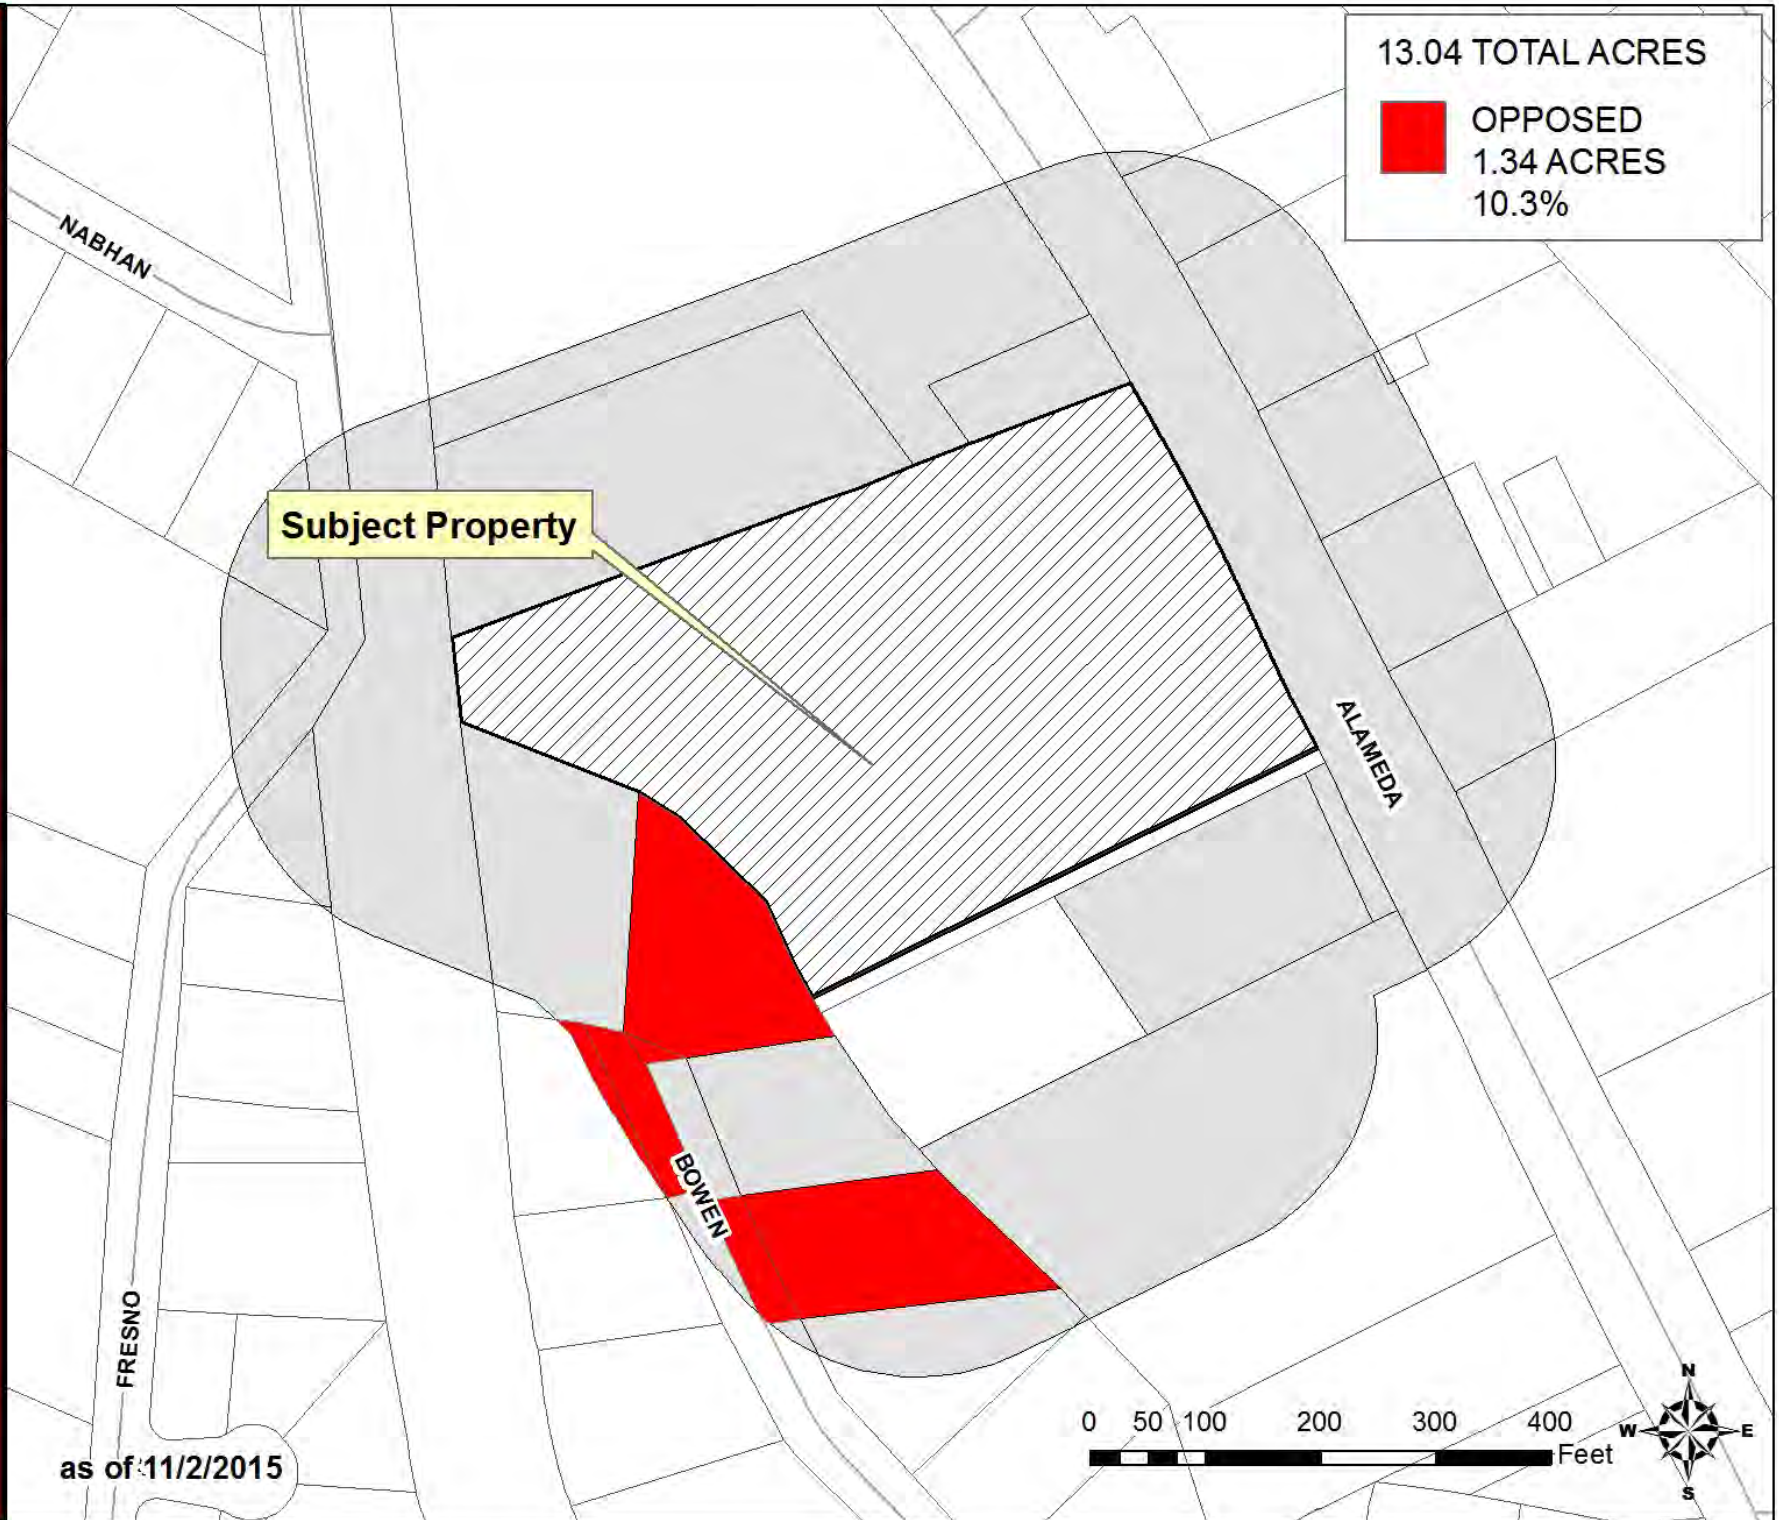 13.04 TOTAL ACRES
OPPOSED
1.34 ACRES
10.3%
NABHAN
Subject Property
ALAMEDA
BOWEN
FRESNO
as of 11/2/2015
0 50 100 200 300 400
Feet
N
W E
S